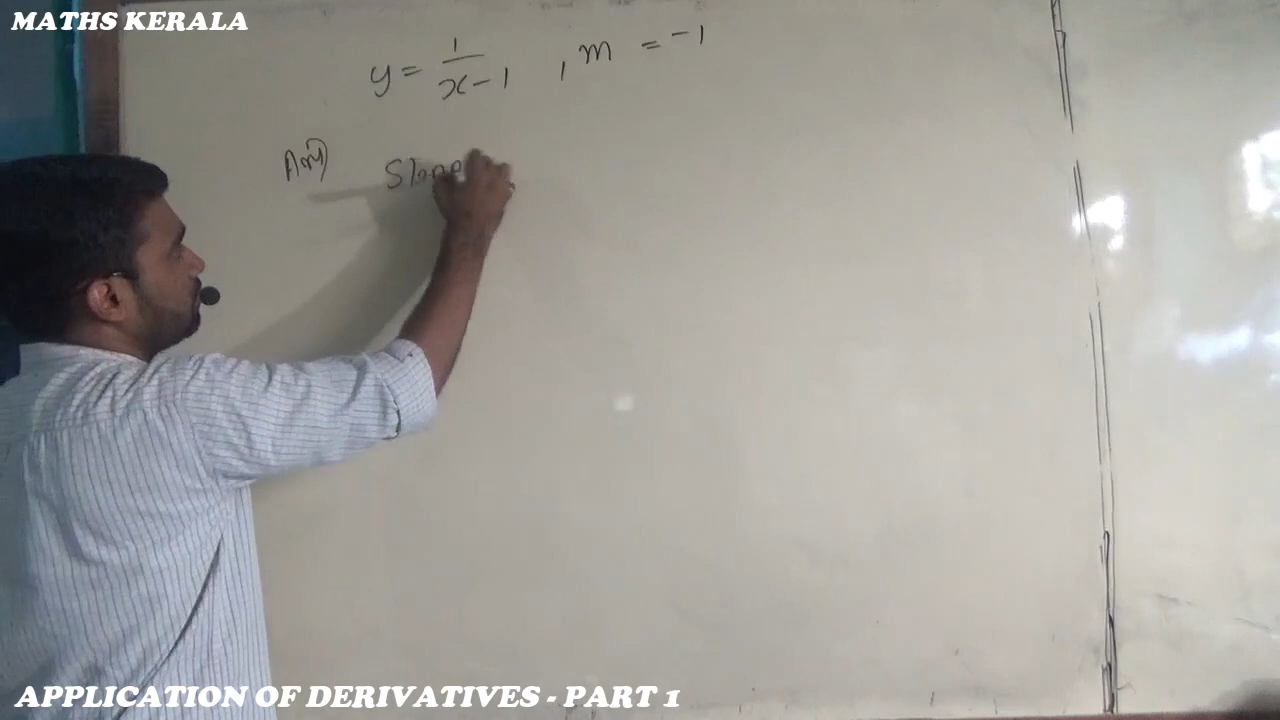 MATHS KERALA
y = 1/(x - 1) , m = -1
Ans) Slope
APPLICATION OF DERIVATIVES - PART 1